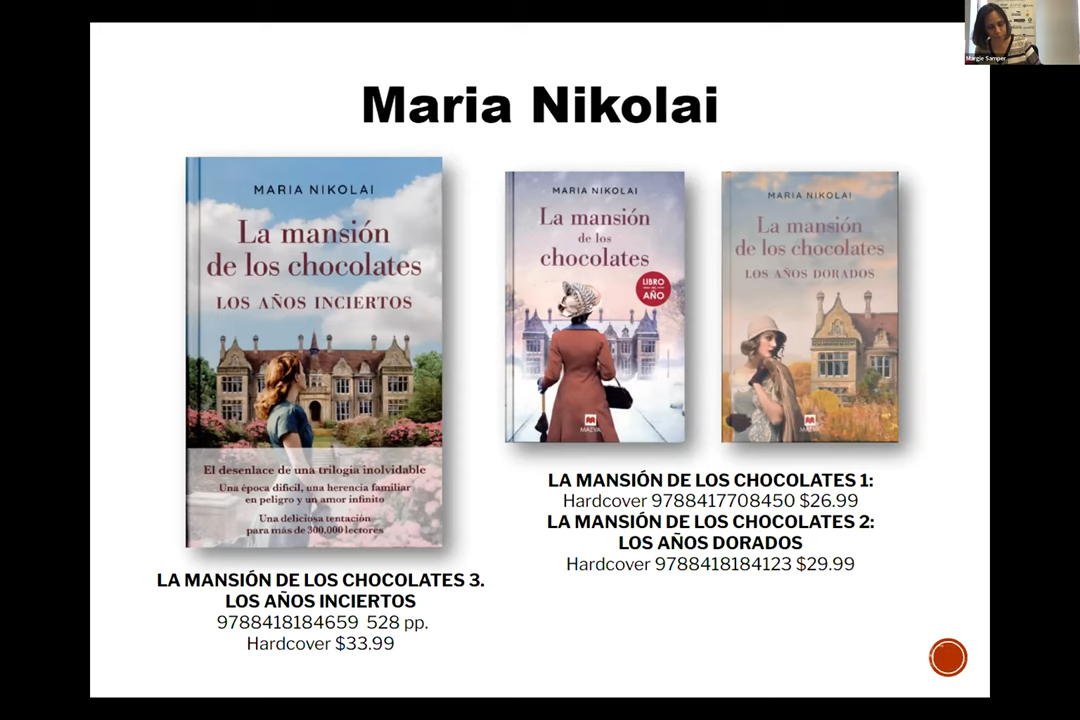 Margie Samper
Maria Nikolai
MARIA NIKOLAI
La mansión
de los chocolates
LOS AÑOS INCIERTOS
El desenlace de una trilogía inolvidable
Una época difícil, una herencia familiar
en peligro y un amor infinito
Una deliciosa tentación
para más de 300.000 lectores
LA MANSIÓN DE LOS CHOCOLATES 3.
LOS AÑOS INCIERTOS
9788418184659 528 pp.
Hardcover $33.99
MARIA NIKOLAI
La mansión
de los
chocolates
LIBRO
DEL
AÑO
MAEVA
MARIA NIKOLAI
La mansión
de los chocolates
LOS AÑOS DORADOS
MAEVA
LA MANSIÓN DE LOS CHOCOLATES 1:
Hardcover 9788417708450 $26.99
LA MANSIÓN DE LOS CHOCOLATES 2:
LOS AÑOS DORADOS
Hardcover 9788418184123 $29.99